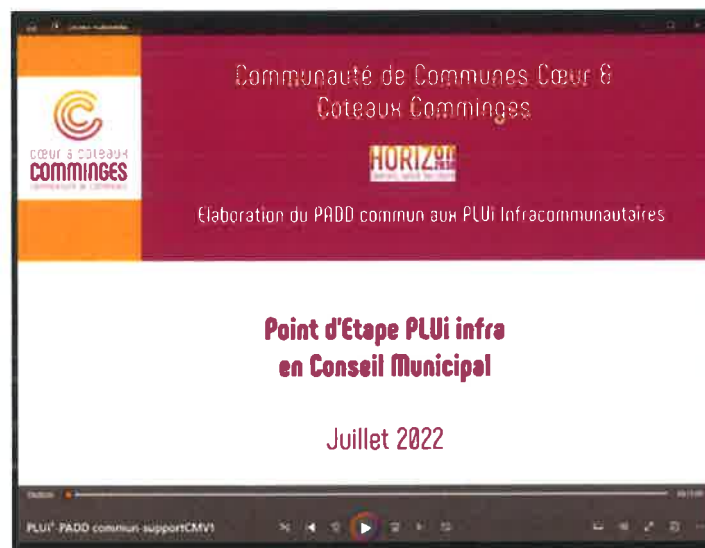 Communauté de Communes Cœur &
Coteaux Comminges
cœur & coteaux
COMMINGES
HORIZON
Elaboration du PADD commun aux PLUi Infracommunautaires
Point d'Etape PLUi infra
en Conseil Municipal
Juillet 2022
PLUi°-PADD commun-supportCMV1